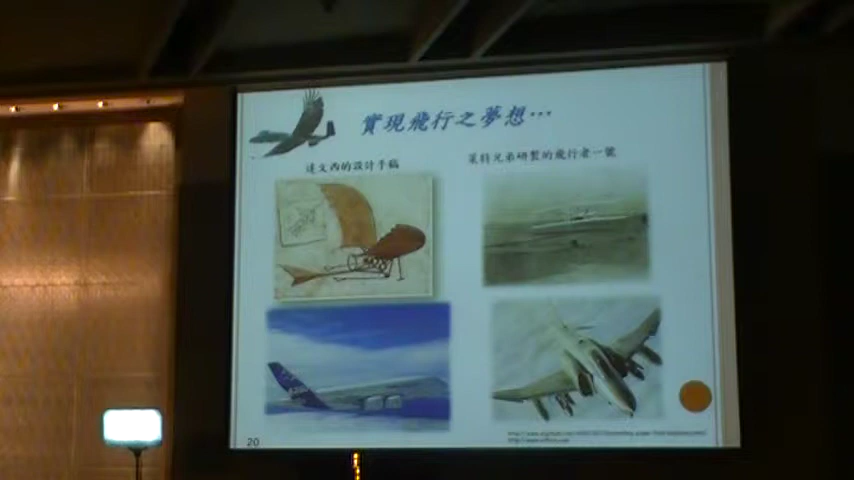 實現飛行之夢想…
達文西的設計手稿
萊特兄弟研製的飛行者一號
20